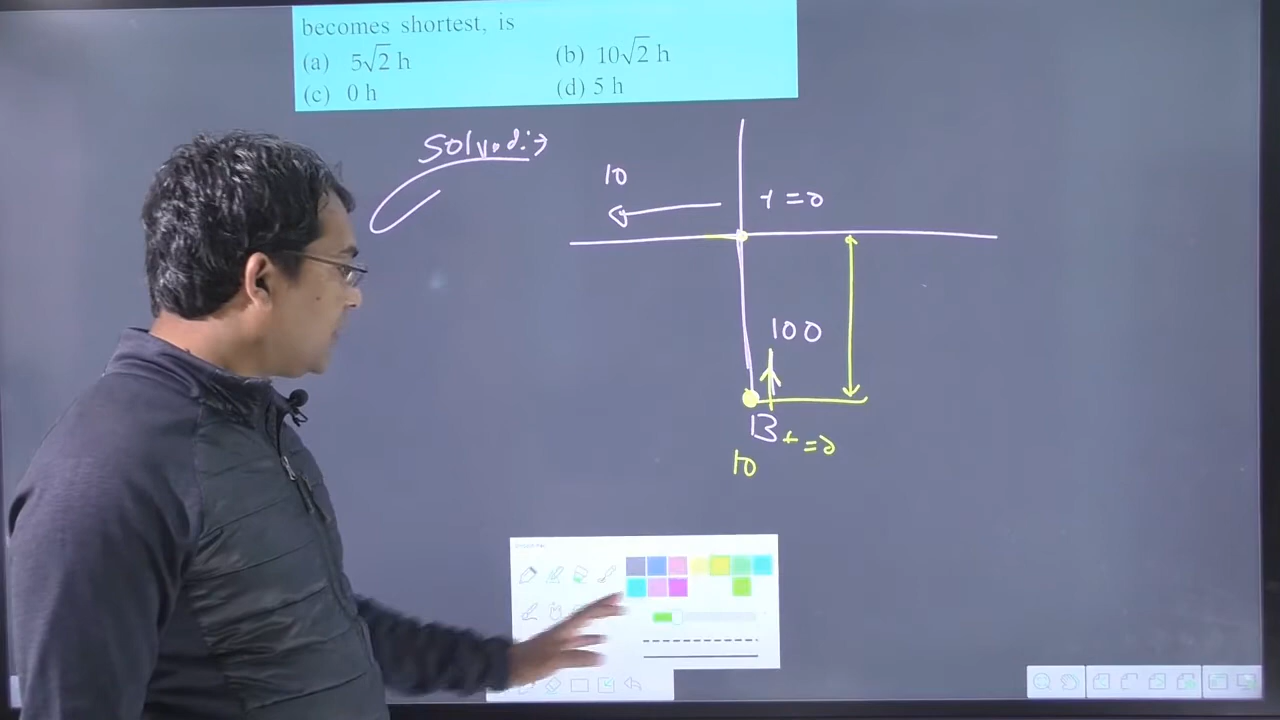 becomes shortest, is
(a) 5√2 h (b) 10√2 h
(c) 0 h (d) 5 h
Solved:→
10
t = 0
100
B t = 0
10